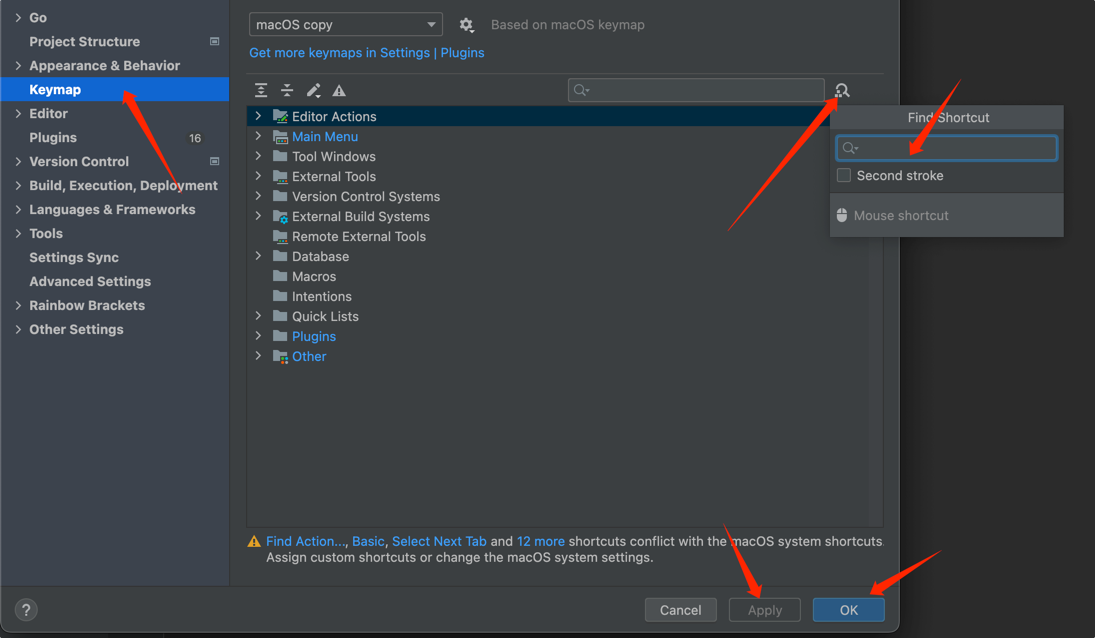 Go
Project Structure
Appearance & Behavior
Keymap
Editor
Plugins 16
Version Control
Build, Execution, Deployment
Languages & Frameworks
Tools
Settings Sync
Advanced Settings
Rainbow Brackets
Other Settings
macOS copy Based on macOS keymap
Get more keymaps in Settings | Plugins
Editor Actions
Main Menu
Tool Windows
External Tools
Version Control Systems
External Build Systems
Remote External Tools
Database
Macros
Intentions
Quick Lists
Plugins
Other
Find Shortcut
Second stroke
Mouse shortcut
Find Action..., Basic, Select Next Tab and 12 more shortcuts conflict with the macOS system shortcuts.
Assign custom shortcuts or change the macOS system settings.
?
Cancel
Apply
OK